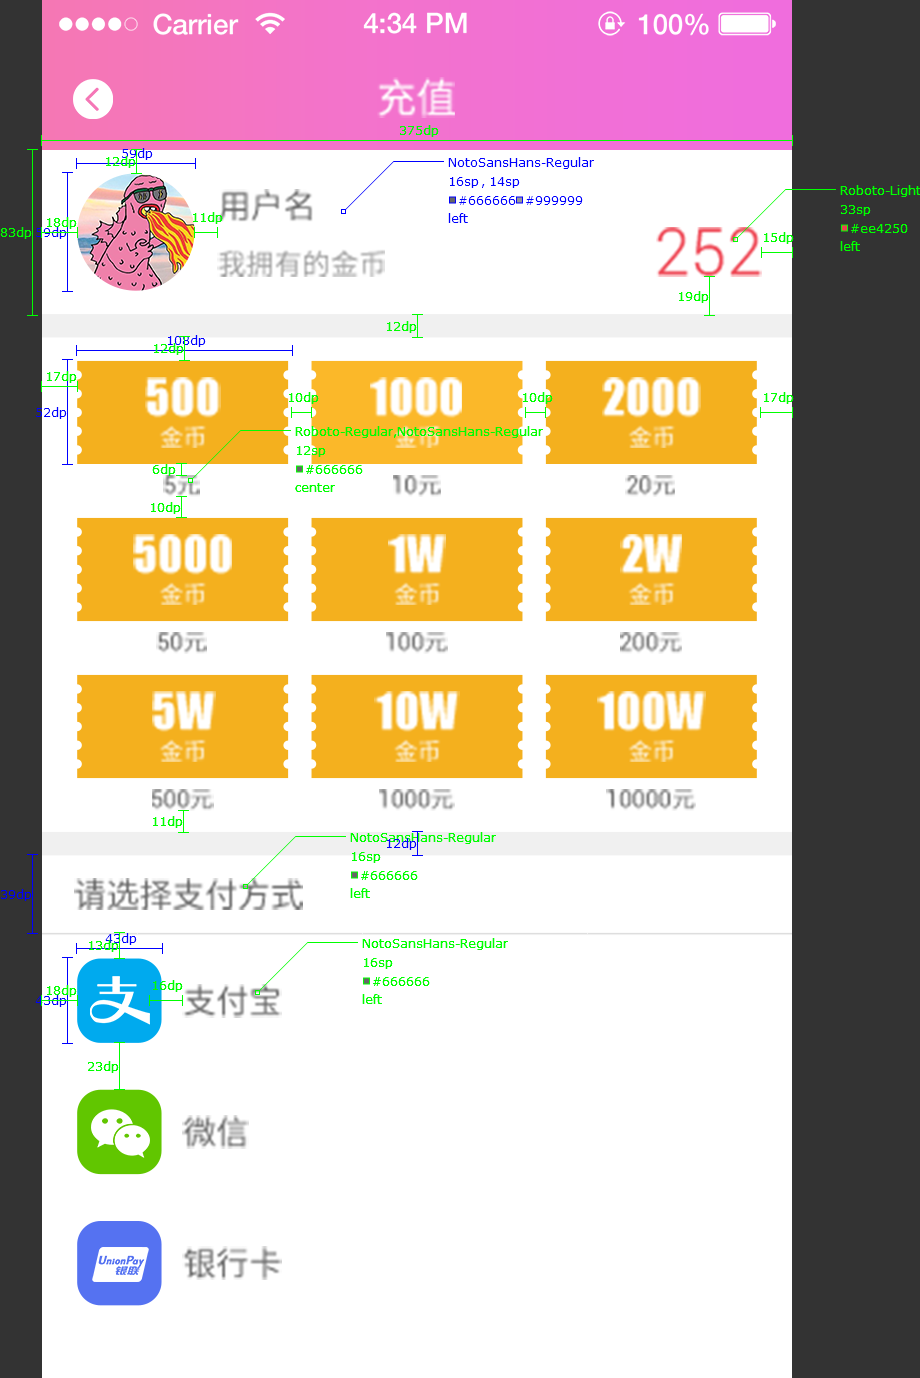 Carrier 4:34 PM 100%
充值
375dp
59dp
12dp
NotoSansHans-Regular
16sp , 14sp
#666666 #999999
left
Roboto-Light
33sp
#ee4250
left
用户名
11dp
18dp
59dp
83dp
我拥有的金币
252
15dp
19dp
12dp
108dp
12dp
17dp
52dp
500
金币
10dp
1000
金币
10dp
2000
金币
17dp
Roboto-Regular,NotoSansHans-Regular
12sp
#666666
center
6dp
5元
10元
20元
10dp
5000
金币
1W
金币
2W
金币
50元
100元
200元
5W
金币
10W
金币
100W
金币
500元
1000元
10000元
11dp
12dp
NotoSansHans-Regular
16sp
#666666
left
39dp
请选择支付方式
43dp
13dp
NotoSansHans-Regular
16sp
#666666
left
18dp
43dp
支
16dp
支付宝
23dp
微信
UnionPay
银联
银行卡